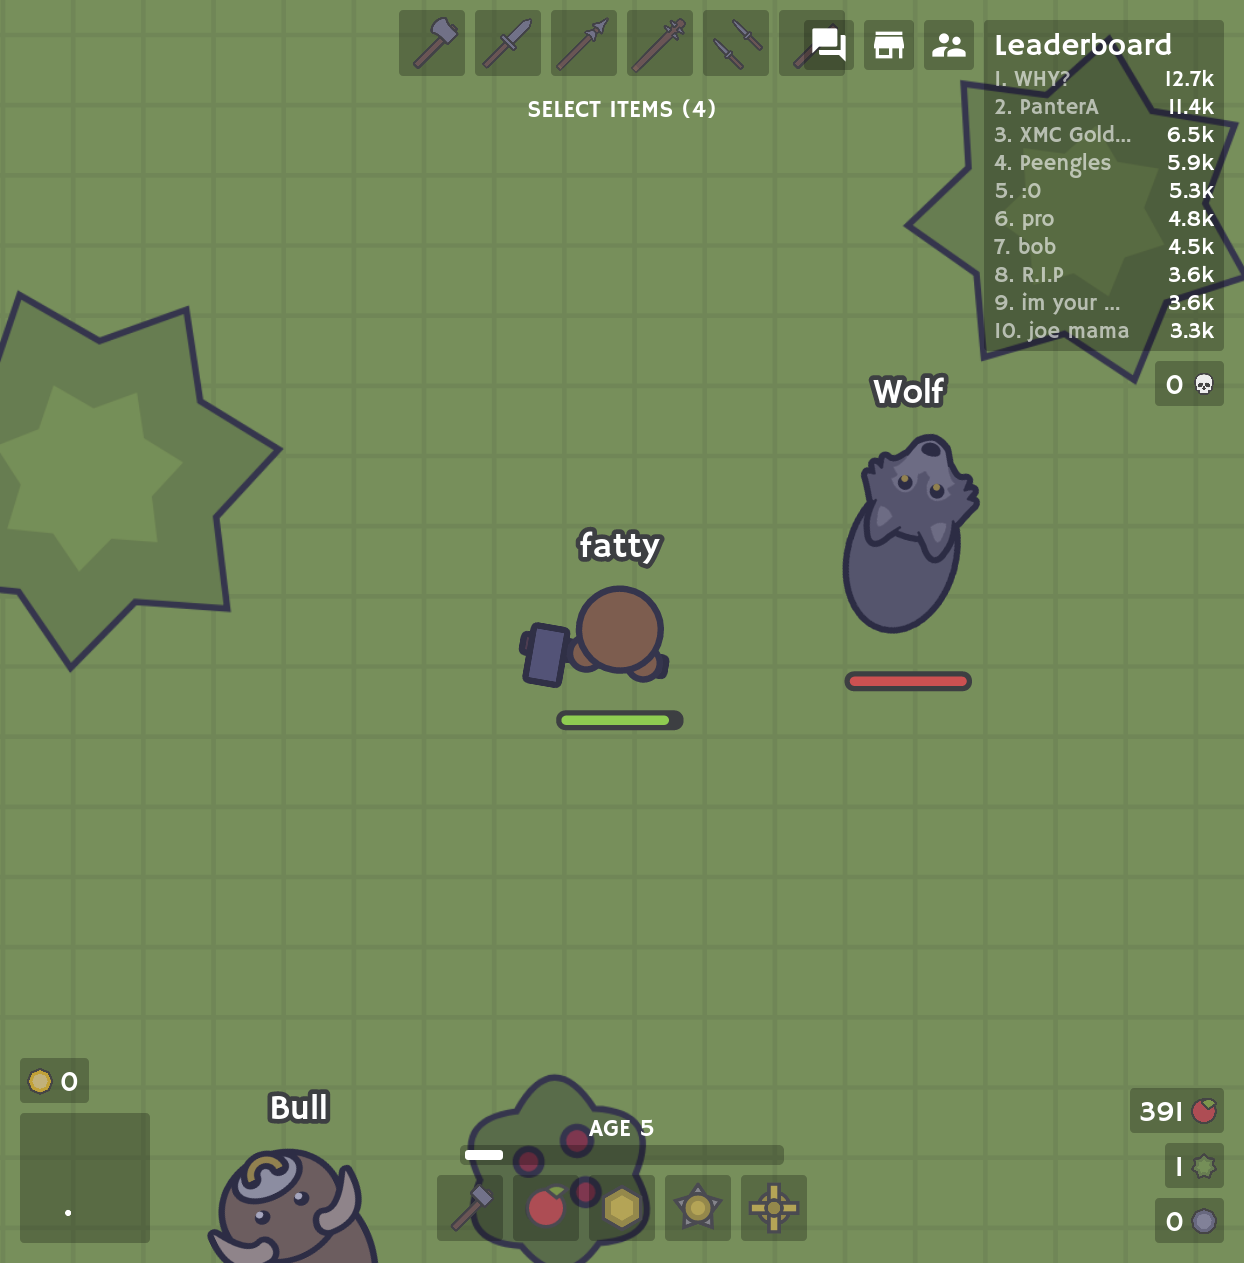 SELECT ITEMS (4)
Leaderboard
1. WHY? 12.7k
2. PanterA 11.4k
3. XMC Gold... 6.5k
4. Peengles 5.9k
5. :O 5.3k
6. pro 4.8k
7. bob 4.5k
8. R.I.P 3.6k
9. im your ... 3.6k
10. joe mama 3.3k
0
Wolf
fatty
0
Bull
AGE 5
391
1
0